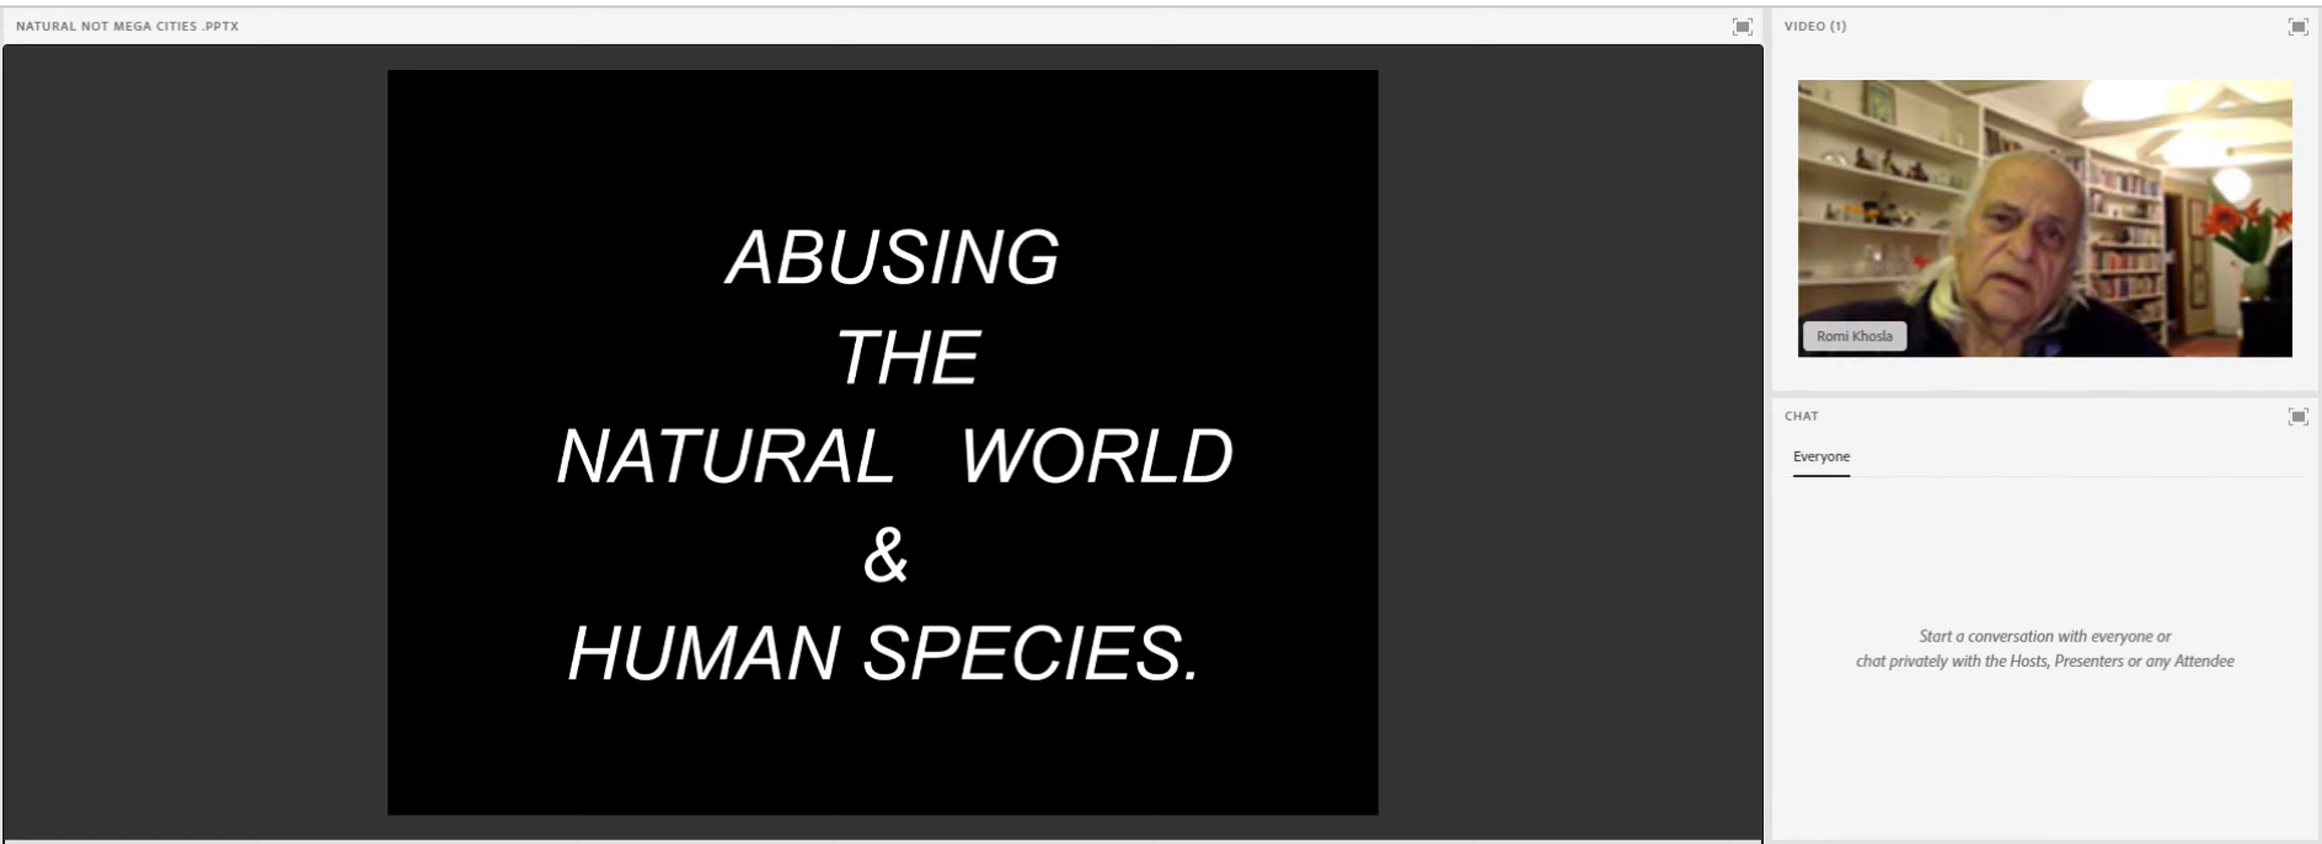 NATURAL NOT MEGA CITIES .PPTX
ABUSING
THE
NATURAL WORLD
&
HUMAN SPECIES.
VIDEO (1)
Romi Khosla
CHAT
Everyone
Start a conversation with everyone or
chat privately with the Hosts, Presenters or any Attendee